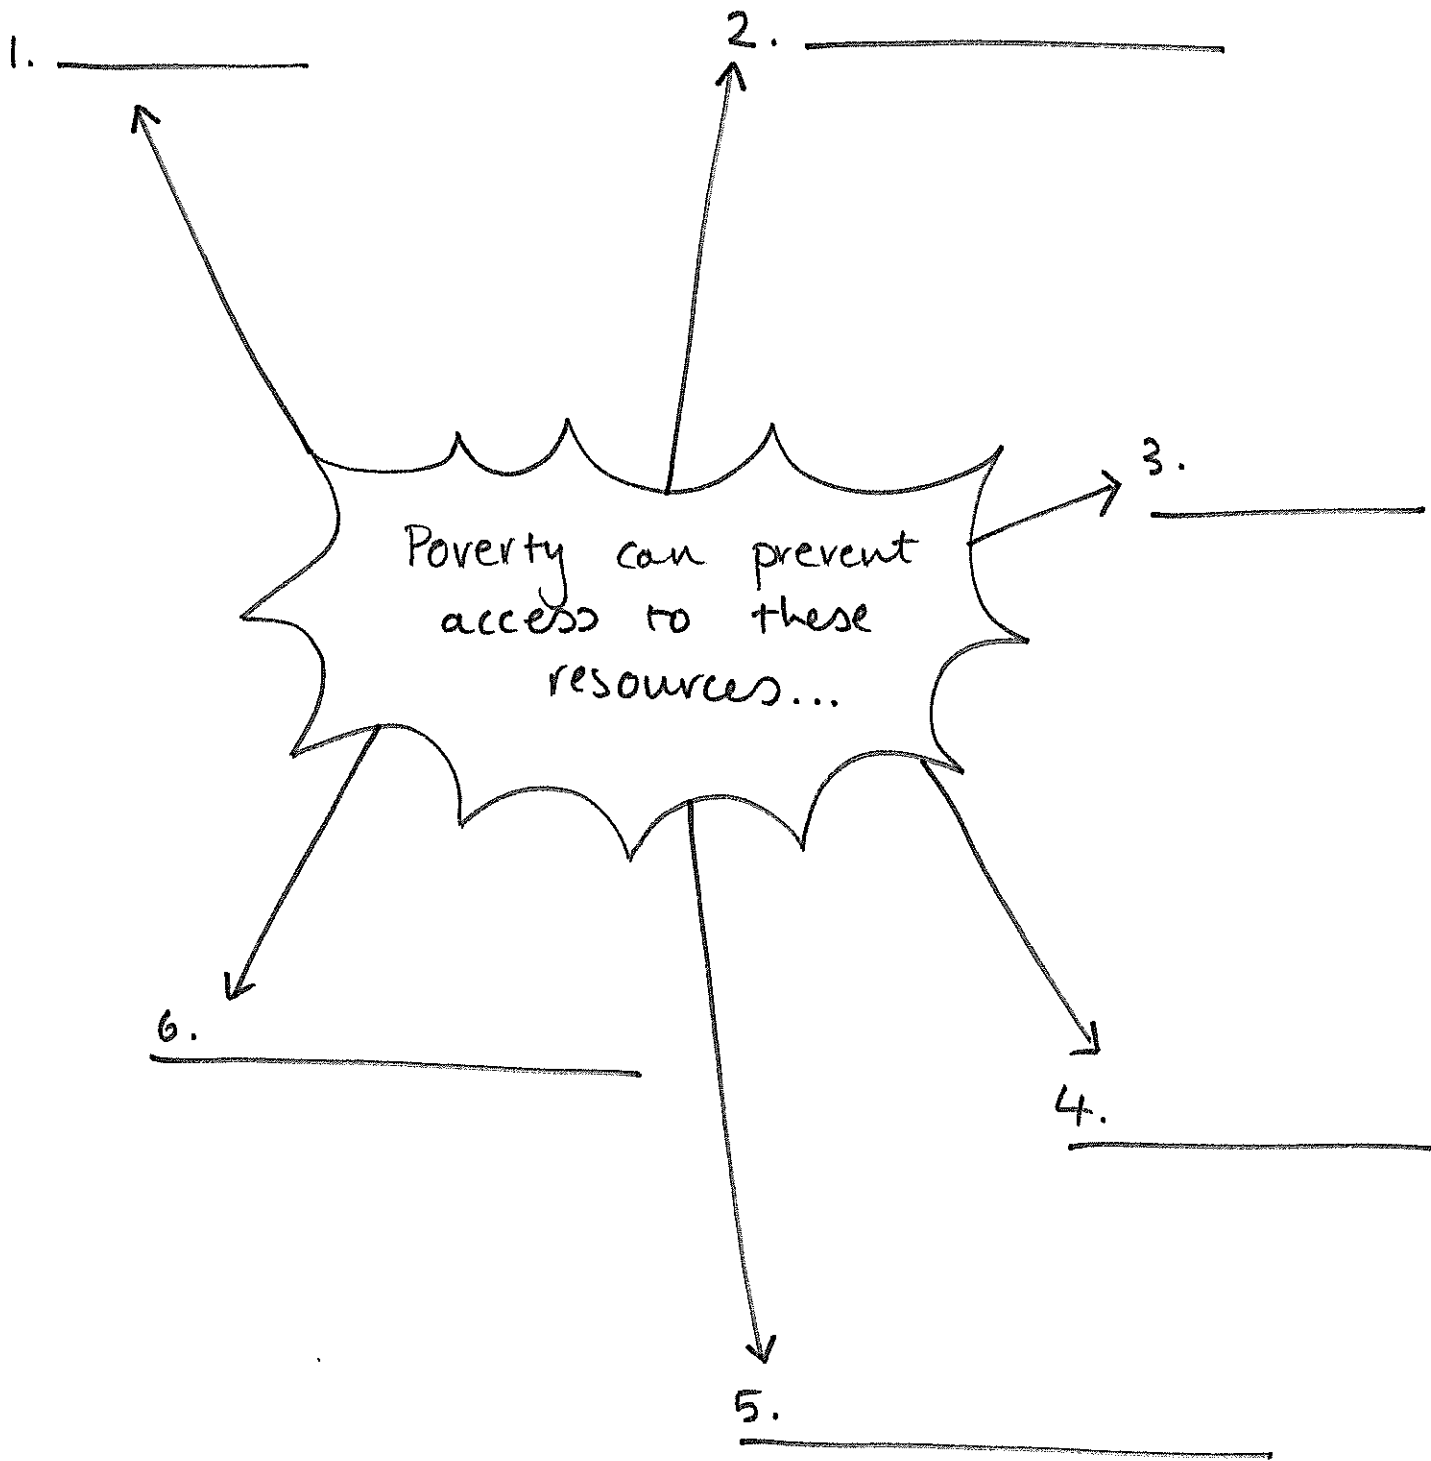 1.
2.
3.
Poverty can prevent
access to these
resources...
6.
4.
5.